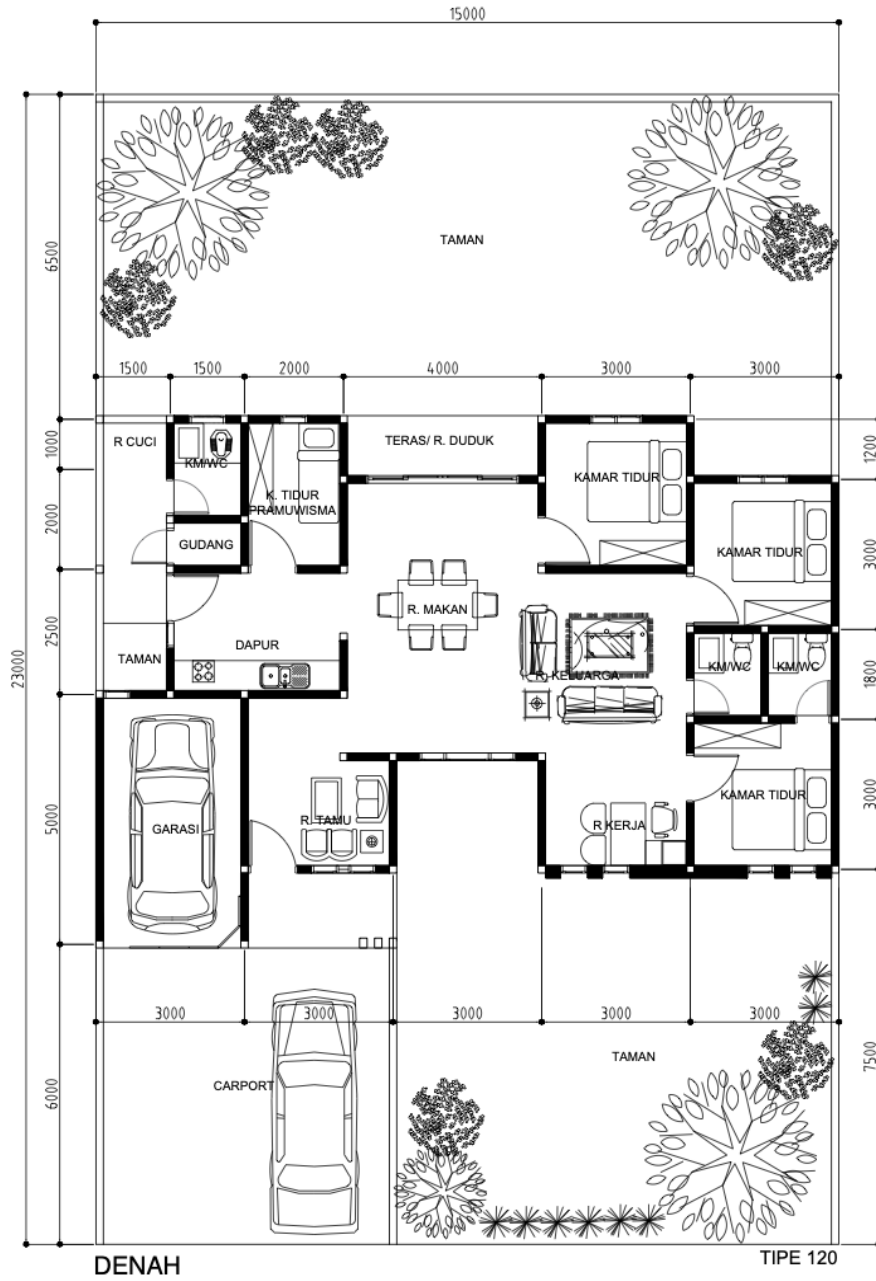 15000
23000
6500
TAMAN
1500
1500
2000
4000
3000
3000
1000
R CUCI
KM/WC
K. TIDUR
PRAMUWISMA
TERAS/ R. DUDUK
KAMAR TIDUR
1200
2000
GUDANG
KAMAR TIDUR
3000
2500
R. MAKAN
DAPUR
TAMAN
R. KELUARGA
KM/WC
KM/WC
1800
5000
GARASI
R. TAMU
R KERJA
KAMAR TIDUR
3000
3000
3000
3000
3000
3000
CARPORT
TAMAN
6000
7500
DENAH
TIPE 120